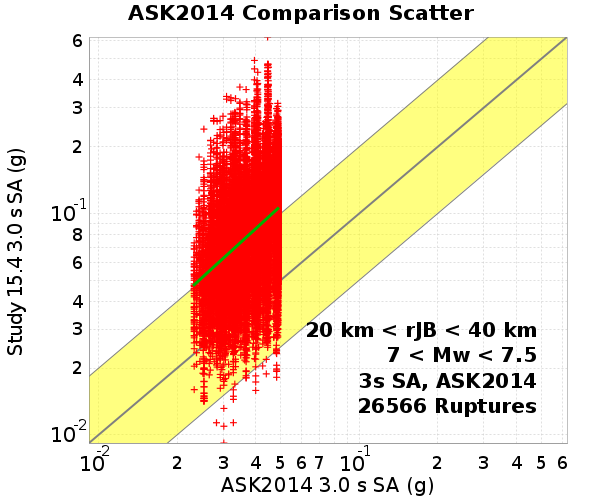 ASK2014 Comparison Scatter
Study 15.4 3.0 s SA (g)
6
4
3
2
10-1
8
6
4
3
2
10-2
20 km < rJB < 40 km
7 < Mw < 7.5
3s SA, ASK2014
26566 Ruptures
10-2 2 3 4 5 6 7 10-1 2 3 4 5 6
ASK2014 3.0 s SA (g)